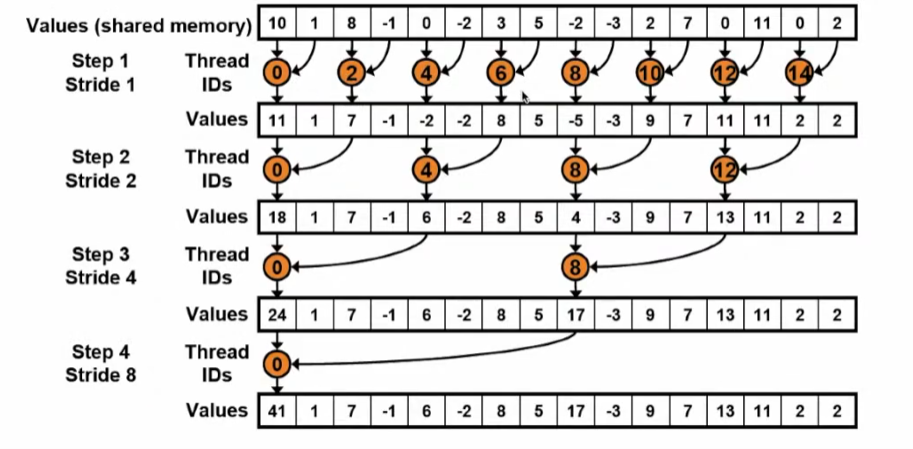 Values (shared memory) 10 1 8 -1 0 -2 3 5 -2 -3 2 7 0 11 0 2
Step 1 Thread 0 2 4 6 8 10 12 14
Stride 1 IDs
Values 11 1 7 -1 -2 -2 8 5 -5 -3 9 7 11 11 2 2
Step 2 Thread 0 4 8 12
Stride 2 IDs
Values 18 1 7 -1 6 -2 8 5 4 -3 9 7 13 11 2 2
Step 3 Thread 0 8
Stride 4 IDs
Values 24 1 7 -1 6 -2 8 5 17 -3 9 7 13 11 2 2
Step 4 Thread 0
Stride 8 IDs
Values 41 1 7 -1 6 -2 8 5 17 -3 9 7 13 11 2 2